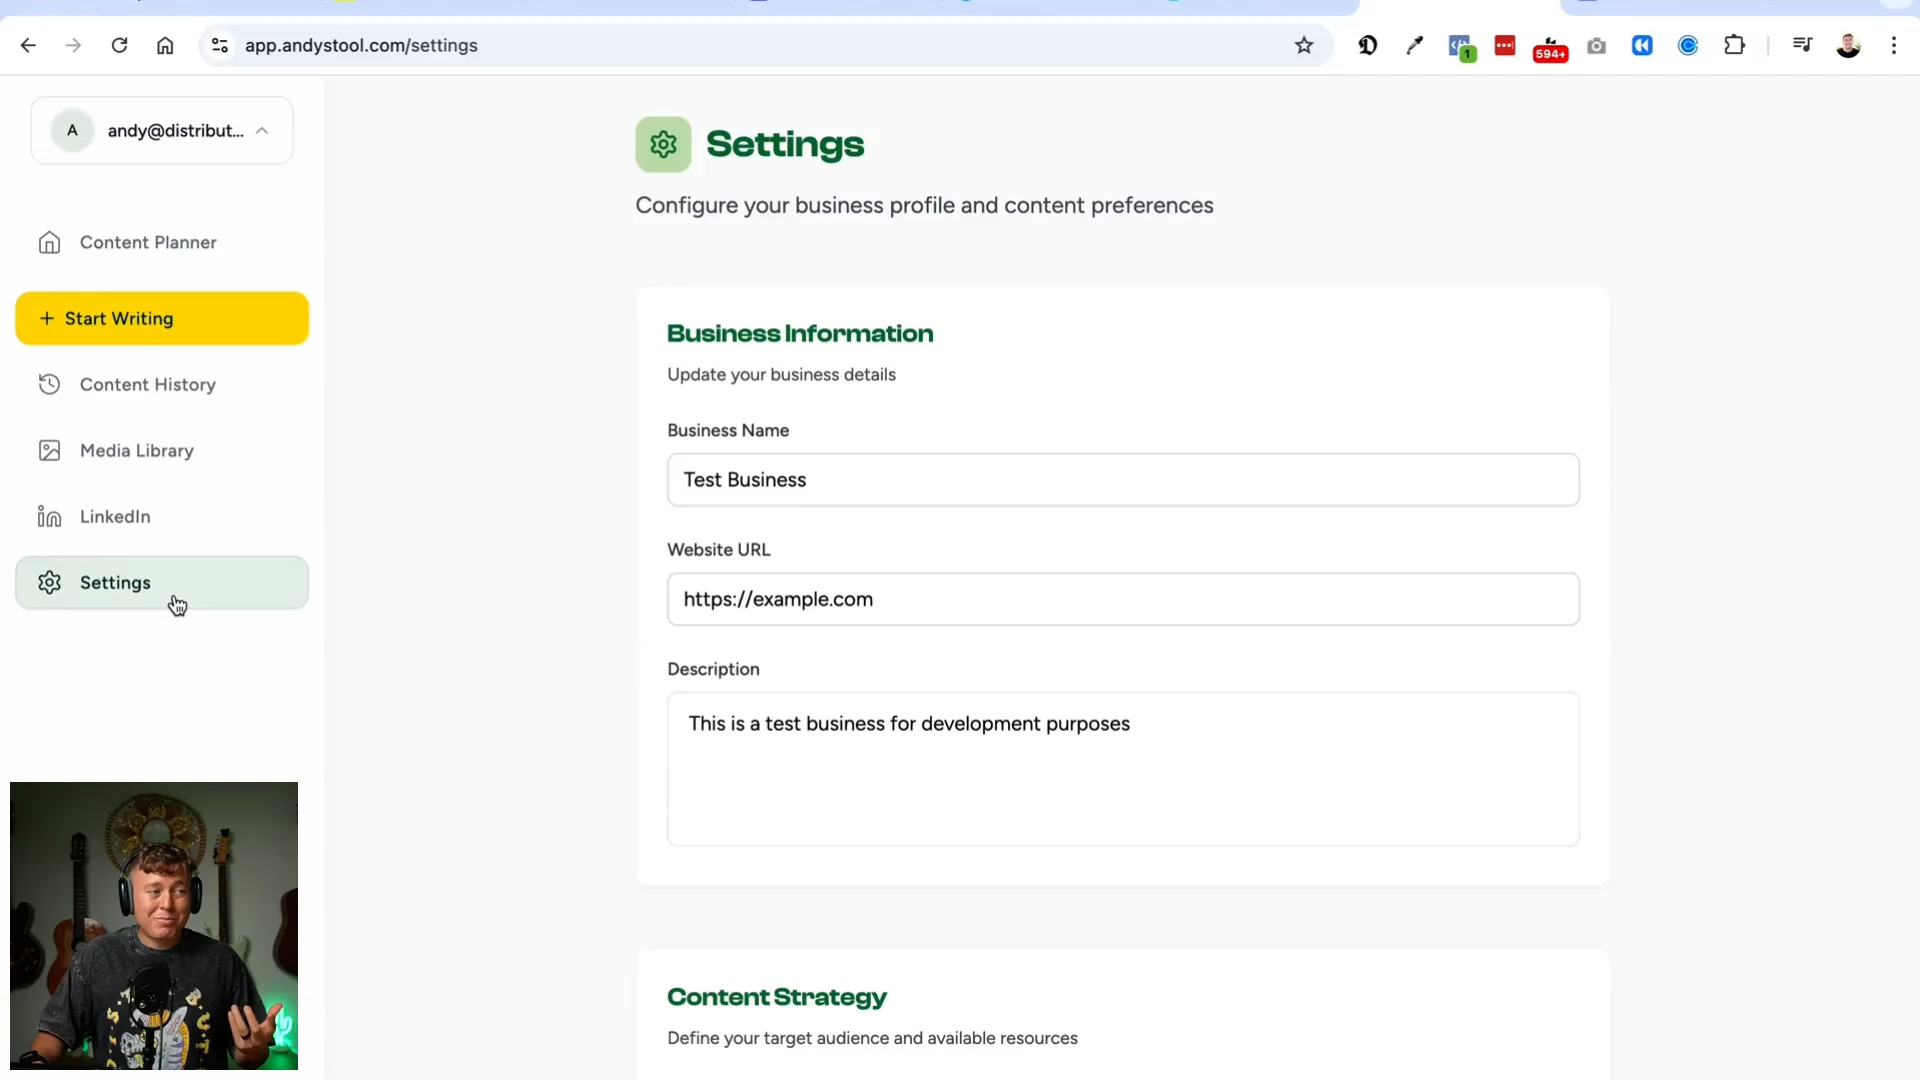 app.andystool.com/settings
1
594+
A
andy@distribut...
Content Planner
+ Start Writing
Content History
Media Library
LinkedIn
Settings
Settings
Configure your business profile and content preferences
Business Information
Update your business details
Business Name
Test Business
Website URL
https://example.com
Description
This is a test business for development purposes
Content Strategy
Define your target audience and available resources